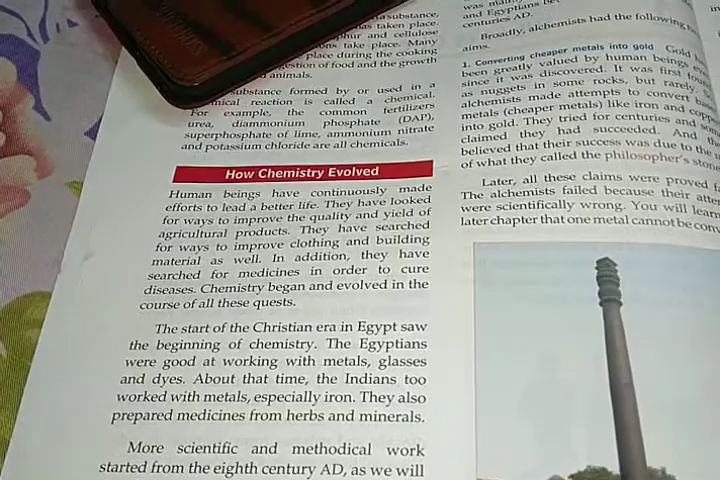 substance,
has taken place.
phur and cellulose
ons take place. Many
place during the cooking
gestion of food and the growth
animals.
substance formed by or used in a
mical reaction is called a chemical.
For example, the common fertilizers
urea, diammonium phosphate (DAP),
superphosphate of lime, ammonium nitrate
and potassium chloride are all chemicals.
How Chemistry Evolved
Human beings have continuously made
efforts to lead a better life. They have looked
for ways to improve the quality and yield of
agricultural products. They have searched
for ways to improve clothing and building
material as well. In addition, they have
searched for medicines in order to cure
diseases. Chemistry began and evolved in the
course of all these quests.
The start of the Christian era in Egypt saw
the beginning of chemistry. The Egyptians
were good at working with metals, glasses
and dyes. About that time, the Indians too
worked with metals, especially iron. They also
prepared medicines from herbs and minerals.
More scientific and methodical work
started from the eighth century AD, as we will
was
and Egyptians
centuries AD.
Broadly, alchemists had the following
aims.
1. Converting cheaper metals into gold Gold
been greatly valued by human beings
since it was discovered. It was first
as nuggets in some rocks, but rarely.
alchemists made attempts to convert
metals (cheaper metals) like iron and
into gold. They tried for centuries and
claimed they had succeeded. And
believed that their success was due to the
of what they called the philosopher's
Later, all these claims were proved
The alchemists failed because their
were scientifically wrong. You will learn
later chapter that one metal cannot be